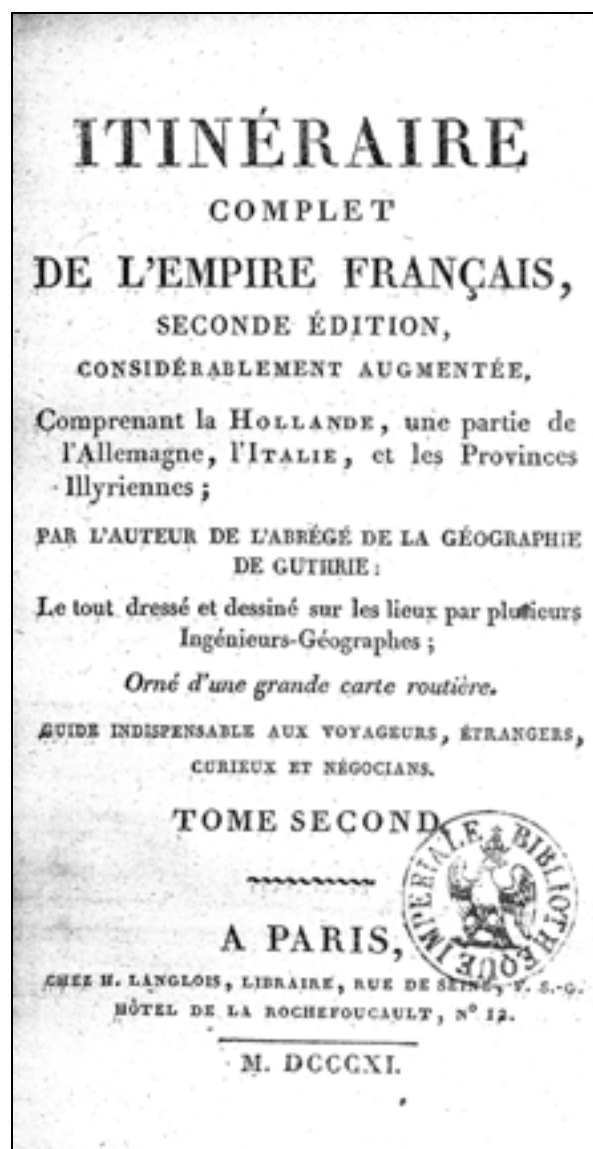 ITINÉRAIRE
COMPLET
DE L'EMPIRE FRANÇAIS,
SECONDE ÉDITION,
CONSIDÉRABLEMENT AUGMENTÉE,
Comprenant la HOLLANDE, une partie de
l'Allemagne, l'ITALIE, et les Provinces
Illyriennes ;
PAR L'AUTEUR DE L'ABRÉGÉ DE LA GÉOGRAPHIE
DE GUTHRIE :
Le tout dressé et dessiné sur les lieux par plusieurs
Ingénieurs-Géographes ;
Orné d'une grande carte routière.
GUIDE INDISPENSABLE AUX VOYAGEURS, ÉTRANGERS,
CURIEUX ET NÉGOCIANS.
TOME SECOND
BIBLIOTHEQUE IMPERIALE
A PARIS,
CHEZ H. LANGLOIS, LIBRAIRE, RUE DE SEINE, F. S.-G.
HÔTEL DE LA ROCHEFOUCAULT, N° 12.
M. DCCCXI.